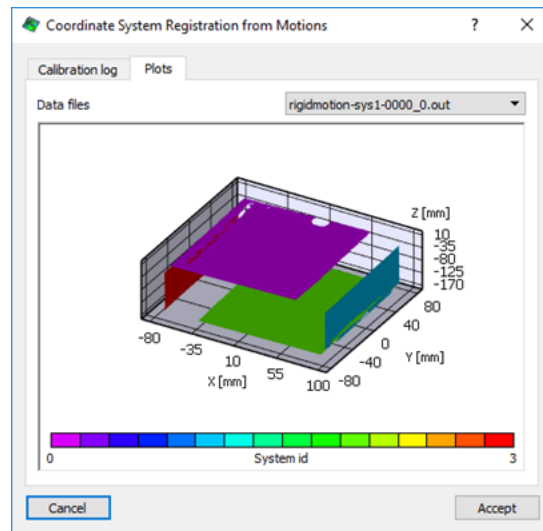 Coordinate System Registration from Motions ? ×
Calibration log Plots
Data files rigidmotion-sys1-0000_0.out
Z [mm]
10
-35
-80
-125
-170
80
40
0
-40
-80
Y [mm]
-80
-35
10
55
100
X [mm]
0 System id 3
Cancel Accept